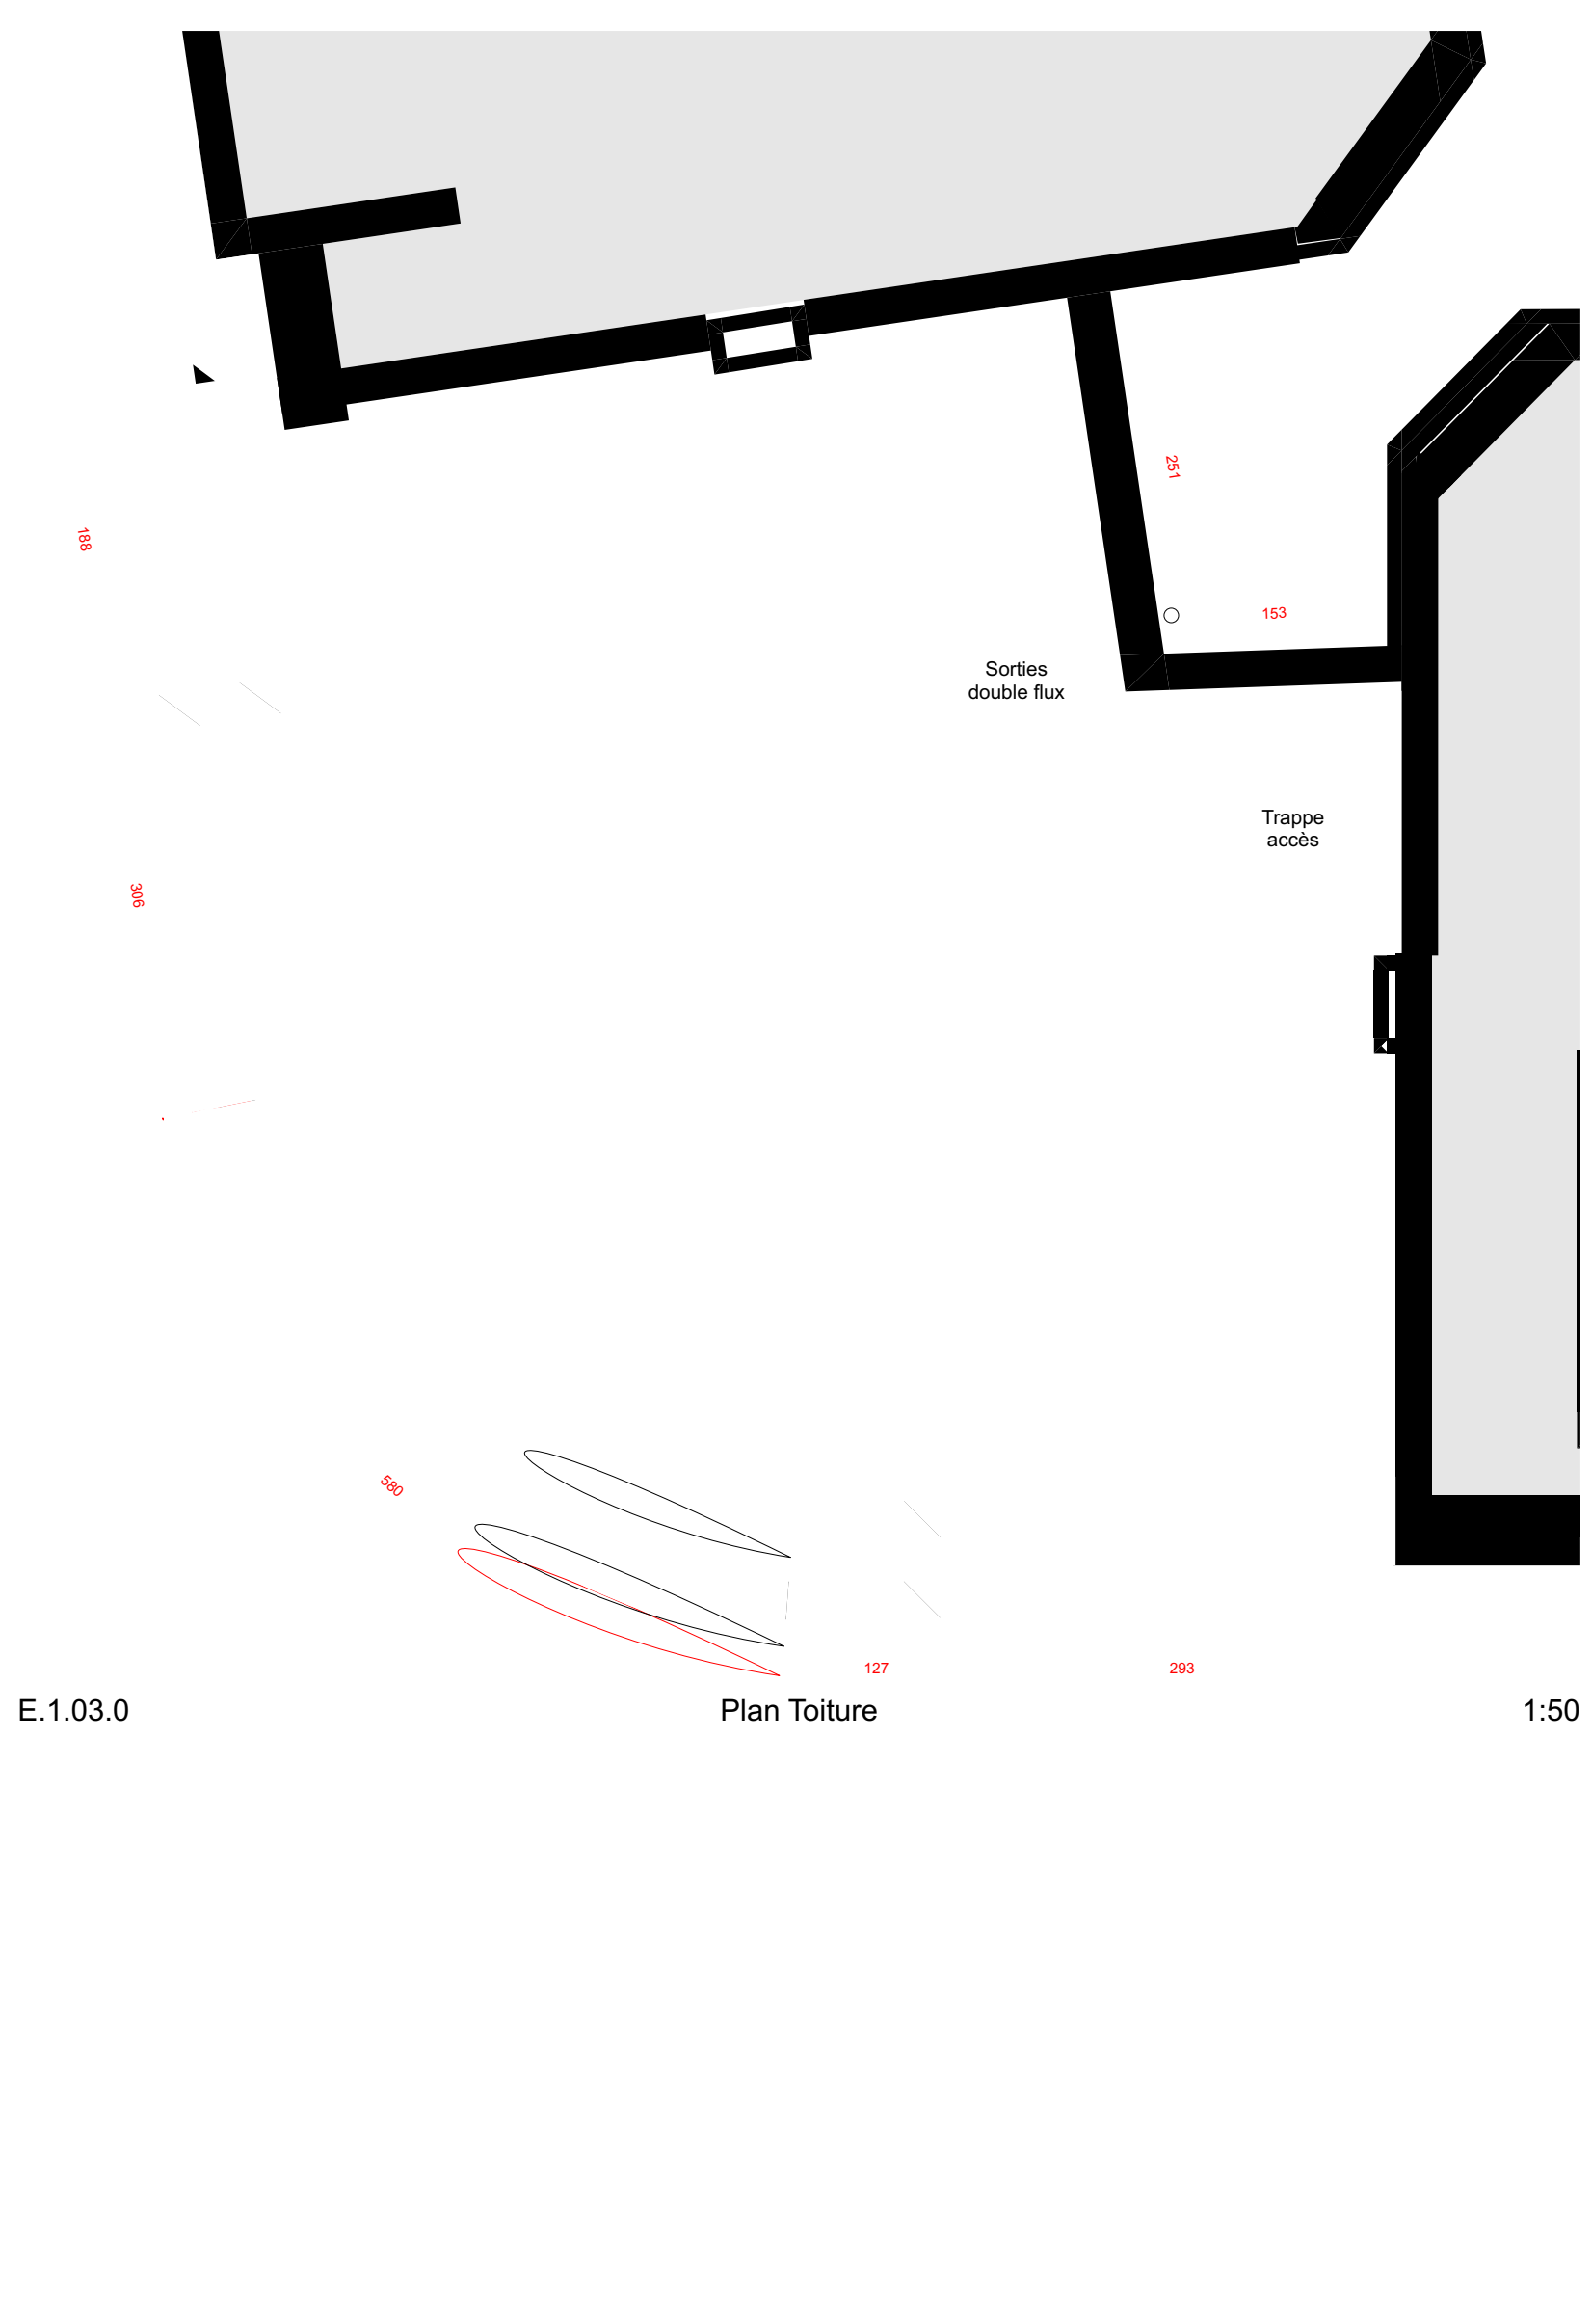 251
188
153
Sorties
double flux
Trappe
accès
306
580
127
293
E.1.03.0
Plan Toiture
1:50